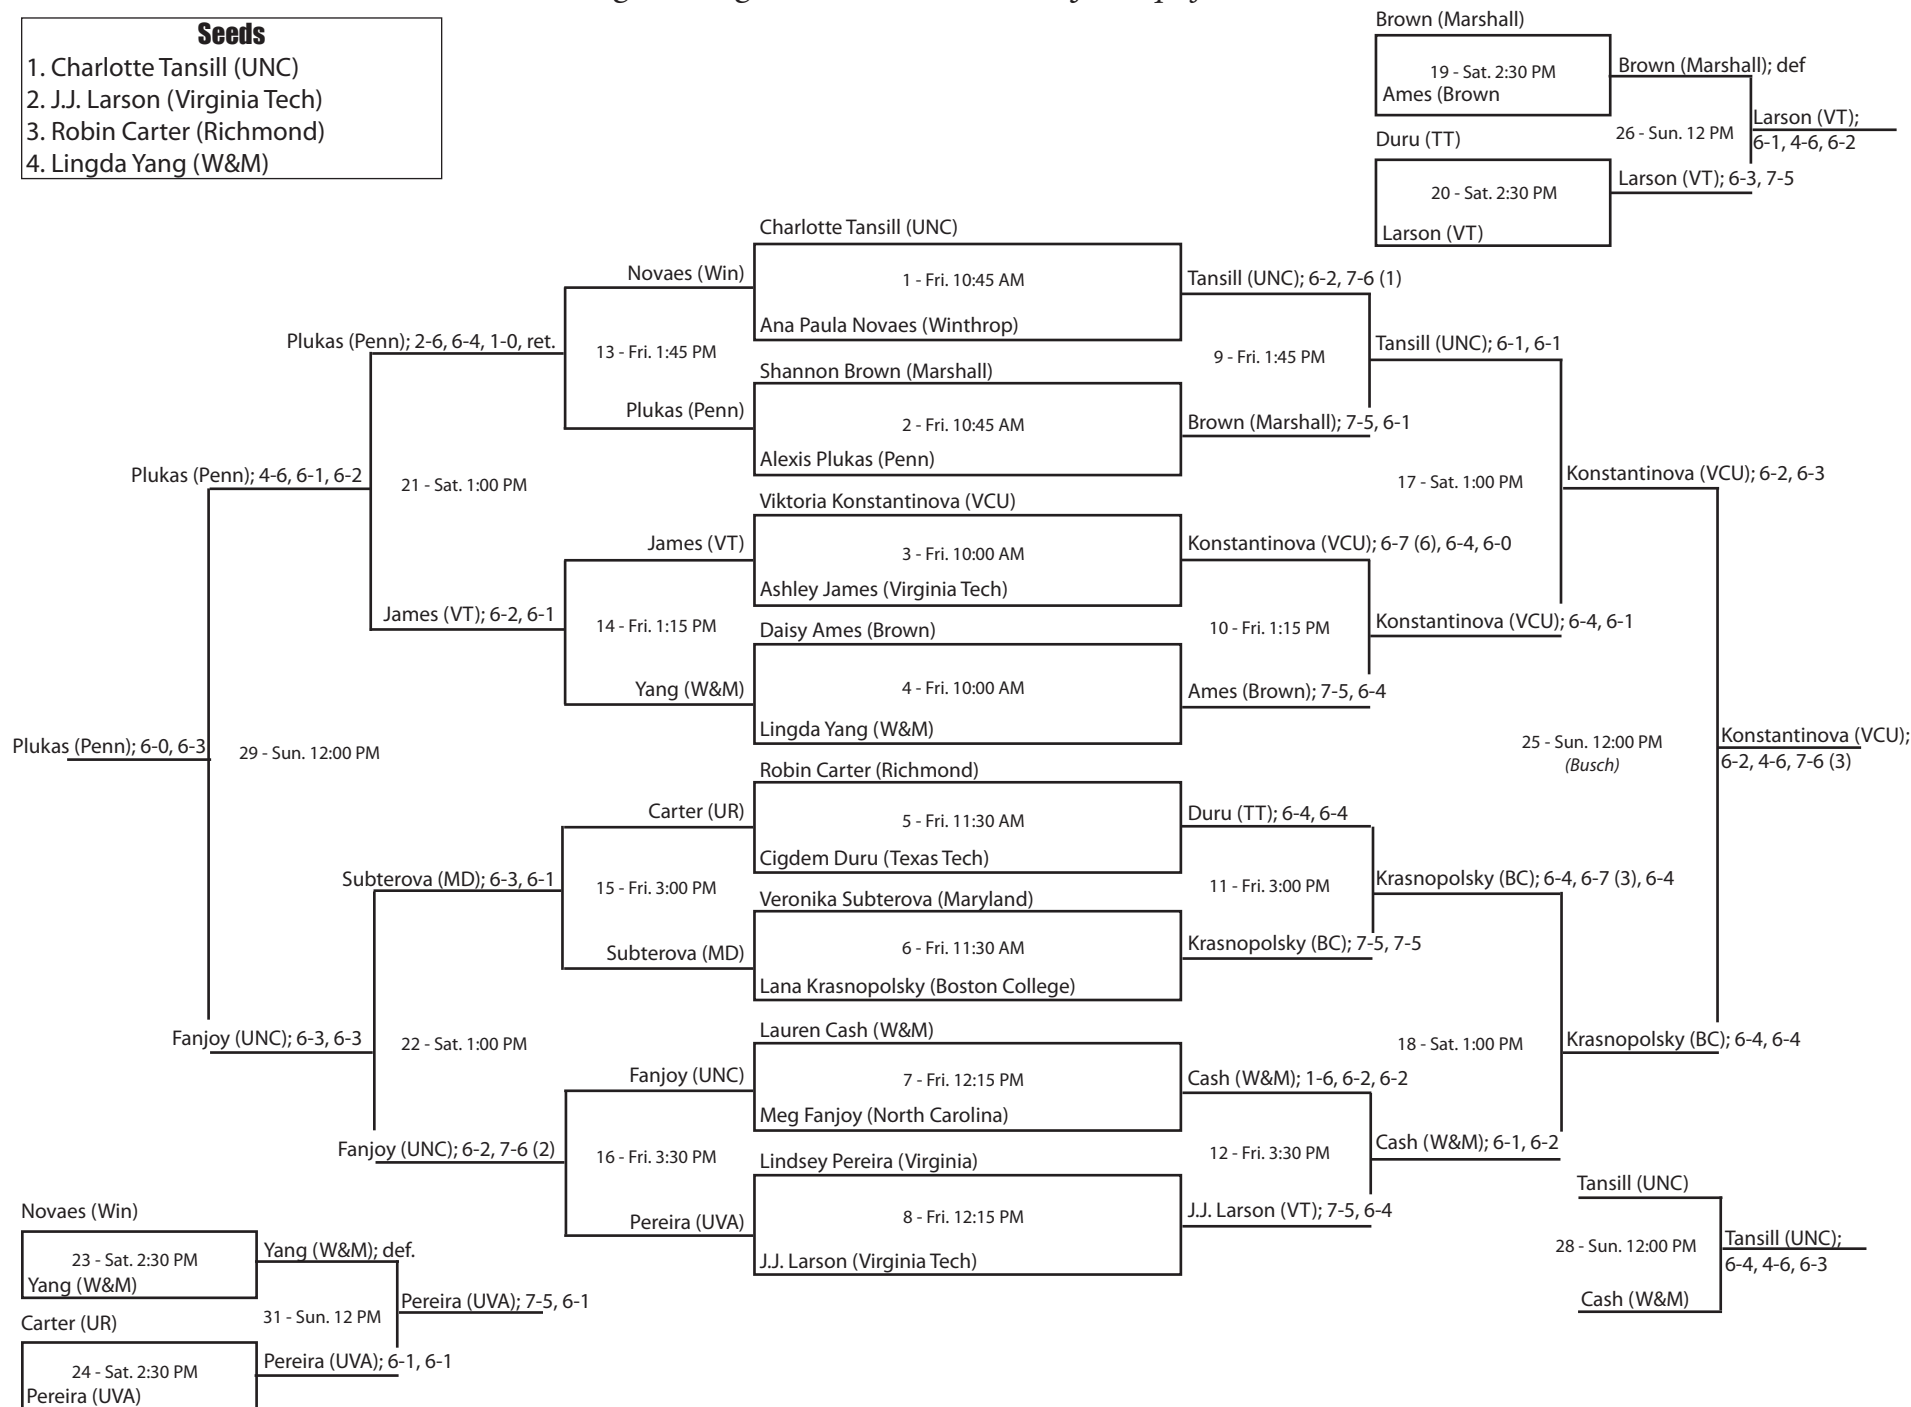 Seeds
1. Charlotte Tansill (UNC)
2. J.J. Larson (Virginia Tech)
3. Robin Carter (Richmond)
4. Lingda Yang (W&M)
Brown (Marshall)
19 - Sat. 2:30 PM
Ames (Brown
Brown (Marshall); def
Duru (TT)
20 - Sat. 2:30 PM
Larson (VT)
Larson (VT); 6-3, 7-5
26 - Sun. 12 PM
Larson (VT);
6-1, 4-6, 6-2
Charlotte Tansill (UNC)
1 - Fri. 10:45 AM
Ana Paula Novaes (Winthrop)
Shannon Brown (Marshall)
2 - Fri. 10:45 AM
Alexis Plukas (Penn)
Viktoria Konstantinova (VCU)
3 - Fri. 10:00 AM
Ashley James (Virginia Tech)
Daisy Ames (Brown)
4 - Fri. 10:00 AM
Lingda Yang (W&M)
Robin Carter (Richmond)
5 - Fri. 11:30 AM
Cigdem Duru (Texas Tech)
Veronika Subterova (Maryland)
6 - Fri. 11:30 AM
Lana Krasnopolsky (Boston College)
Lauren Cash (W&M)
7 - Fri. 12:15 PM
Meg Fanjoy (North Carolina)
Lindsey Pereira (Virginia)
8 - Fri. 12:15 PM
J.J. Larson (Virginia Tech)
Tansill (UNC); 6-2, 7-6 (1)
9 - Fri. 1:45 PM
Brown (Marshall); 7-5, 6-1
Konstantinova (VCU); 6-7 (6), 6-4, 6-0
10 - Fri. 1:15 PM
Ames (Brown); 7-5, 6-4
Duru (TT); 6-4, 6-4
11 - Fri. 3:00 PM
Krasnopolsky (BC); 7-5, 7-5
Cash (W&M); 1-6, 6-2, 6-2
12 - Fri. 3:30 PM
J.J. Larson (VT); 7-5, 6-4
Tansill (UNC); 6-1, 6-1
17 - Sat. 1:00 PM
Konstantinova (VCU); 6-4, 6-1
Krasnopolsky (BC); 6-4, 6-7 (3), 6-4
18 - Sat. 1:00 PM
Cash (W&M); 6-1, 6-2
Konstantinova (VCU); 6-2, 6-3
25 - Sun. 12:00 PM
(Busch)
Krasnopolsky (BC); 6-4, 6-4
Konstantinova (VCU);
6-2, 4-6, 7-6 (3)
Tansill (UNC)
28 - Sun. 12:00 PM
Cash (W&M)
Tansill (UNC);
6-4, 4-6, 6-3
Novaes (Win)
13 - Fri. 1:45 PM
Plukas (Penn)
James (VT)
14 - Fri. 1:15 PM
Yang (W&M)
Carter (UR)
15 - Fri. 3:00 PM
Subterova (MD)
Fanjoy (UNC)
16 - Fri. 3:30 PM
Pereira (UVA)
Plukas (Penn); 2-6, 6-4, 1-0, ret.
21 - Sat. 1:00 PM
James (VT); 6-2, 6-1
Subterova (MD); 6-3, 6-1
22 - Sat. 1:00 PM
Fanjoy (UNC); 6-2, 7-6 (2)
Plukas (Penn); 4-6, 6-1, 6-2
29 - Sun. 12:00 PM
Fanjoy (UNC); 6-3, 6-3
Plukas (Penn); 6-0, 6-3
Novaes (Win)
23 - Sat. 2:30 PM
Yang (W&M)
Yang (W&M); def.
Carter (UR)
24 - Sat. 2:30 PM
Pereira (UVA)
Pereira (UVA); 6-1, 6-1
31 - Sun. 12 PM
Pereira (UVA); 7-5, 6-1